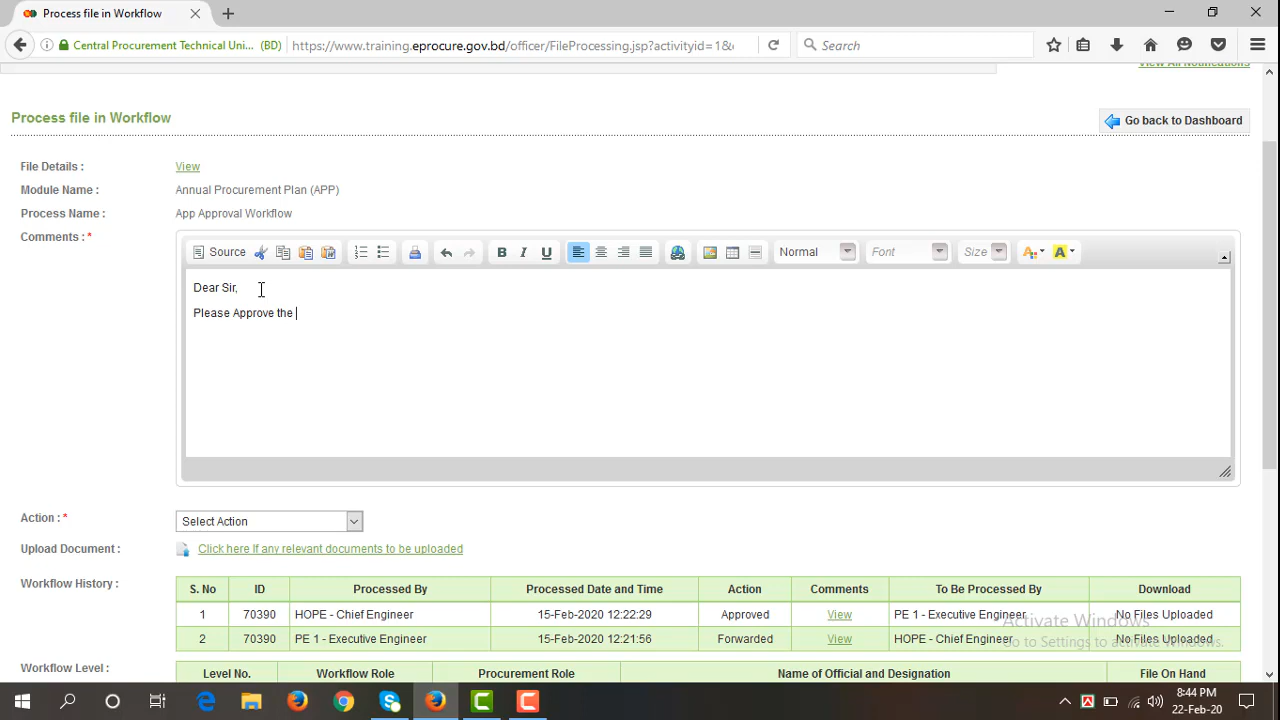 Process file in Workflow
Central Procurement Technical Uni... (BD)
https://www.training.eprocure.gov.bd/officer/FileProcessing.jsp?activityid=1&
Search
View All Notifications
Process file in Workflow
Go back to Dashboard
File Details :
View
Module Name :
Annual Procurement Plan (APP)
Process Name :
App Approval Workflow
Comments : *
Source
B I U
Normal
Font
Size
A
A
Dear Sir,
Please Approve the
Action : *
Select Action
Upload Document :
Click here If any relevant documents to be uploaded
Workflow History :
S. No ID Processed By Processed Date and Time Action Comments To Be Processed By Download
1 70390 HOPE - Chief Engineer 15-Feb-2020 12:22:29 Approved View PE 1 - Executive Engineer No Files Uploaded
2 70390 PE 1 - Executive Engineer 15-Feb-2020 12:21:56 Forwarded View HOPE - Chief Engineer No Files Uploaded
Activate Windows
Go to Settings to activate Windows.
Workflow Level :
Level No. Workflow Role Procurement Role Name of Official and Designation File On Hand
8:44 PM
22-Feb-20